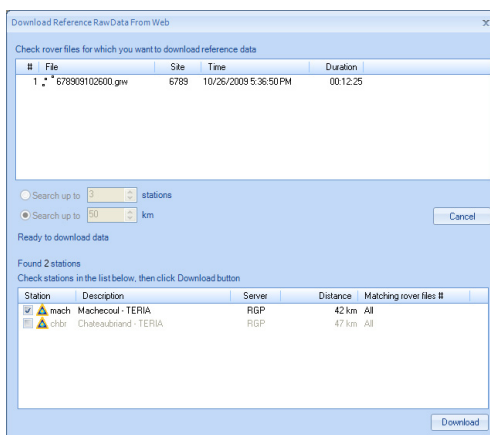 Download Reference RawData From Web x
Check rover files for which you want to download reference data
# File Site Time Duration
1 678909102600.grw 6789 10/26/2009 5:36:50 PM 00:12:25
Search up to 3 stations
Search up to 50 km
Cancel
Ready to download data
Found 2 stations
Check stations in the list below, then click Download button
Station Description Server Distance Matching rover files #
mach Machecoul - TERIA RGP 42 km All
chbr Chateaubriand - TERIA RGP 47 km All
Download